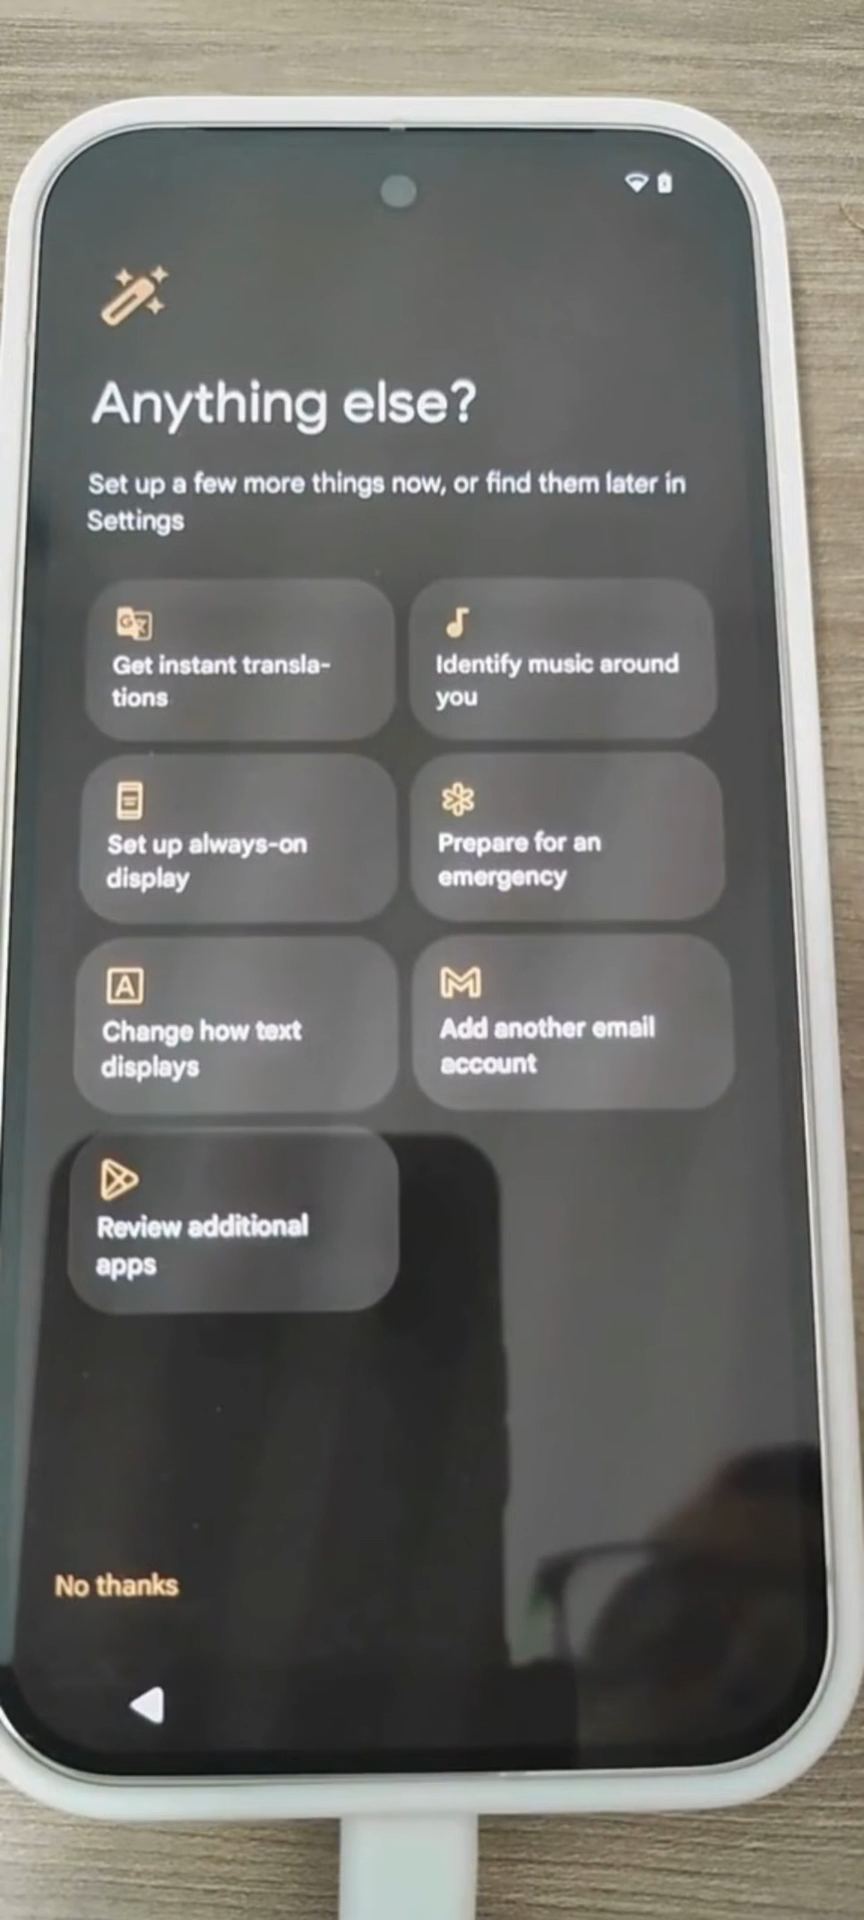 Anything else?
Set up a few more things now, or find them later in
Settings
Get instant transla-
tions
Identify music around
you
Set up always-on
display
Prepare for an
emergency
Change how text
displays
Add another email
account
Review additional
apps
No thanks